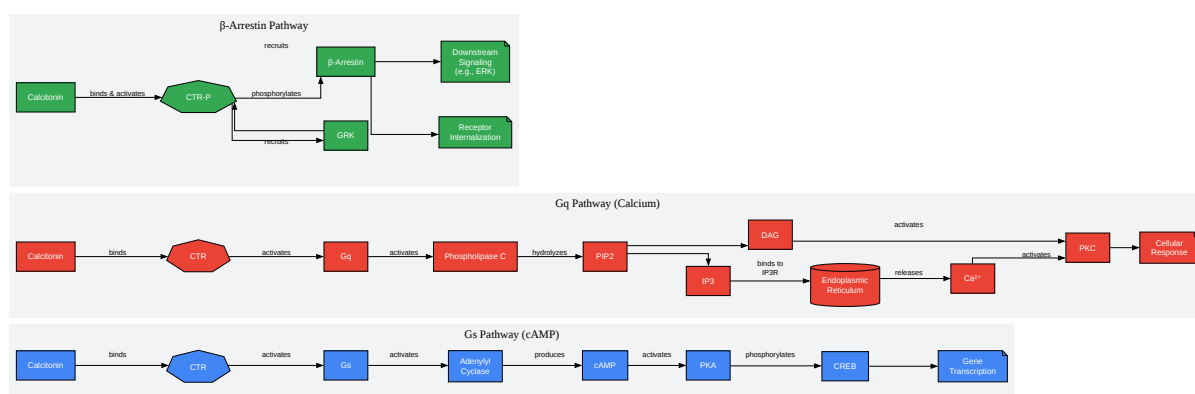 β-Arrestin Pathway
recruits
Calcitonin
binds & activates
CTR-P
phosphorylates
β-Arrestin
Downstream
Signaling
(e.g., ERK)
GRK
recruits
Receptor
Internalization
Gq Pathway (Calcium)
Calcitonin
binds
CTR
activates
Gq
activates
Phospholipase C
hydrolyzes
PIP2
DAG
activates
IP3
binds to
IP3R
Endoplasmic
Reticulum
releases
Ca²⁺
activates
PKC
Cellular
Response
Gs Pathway (cAMP)
Calcitonin
binds
CTR
activates
Gs
activates
Adenylyl
Cyclase
produces
cAMP
activates
PKA
phosphorylates
CREB
Gene
Transcription